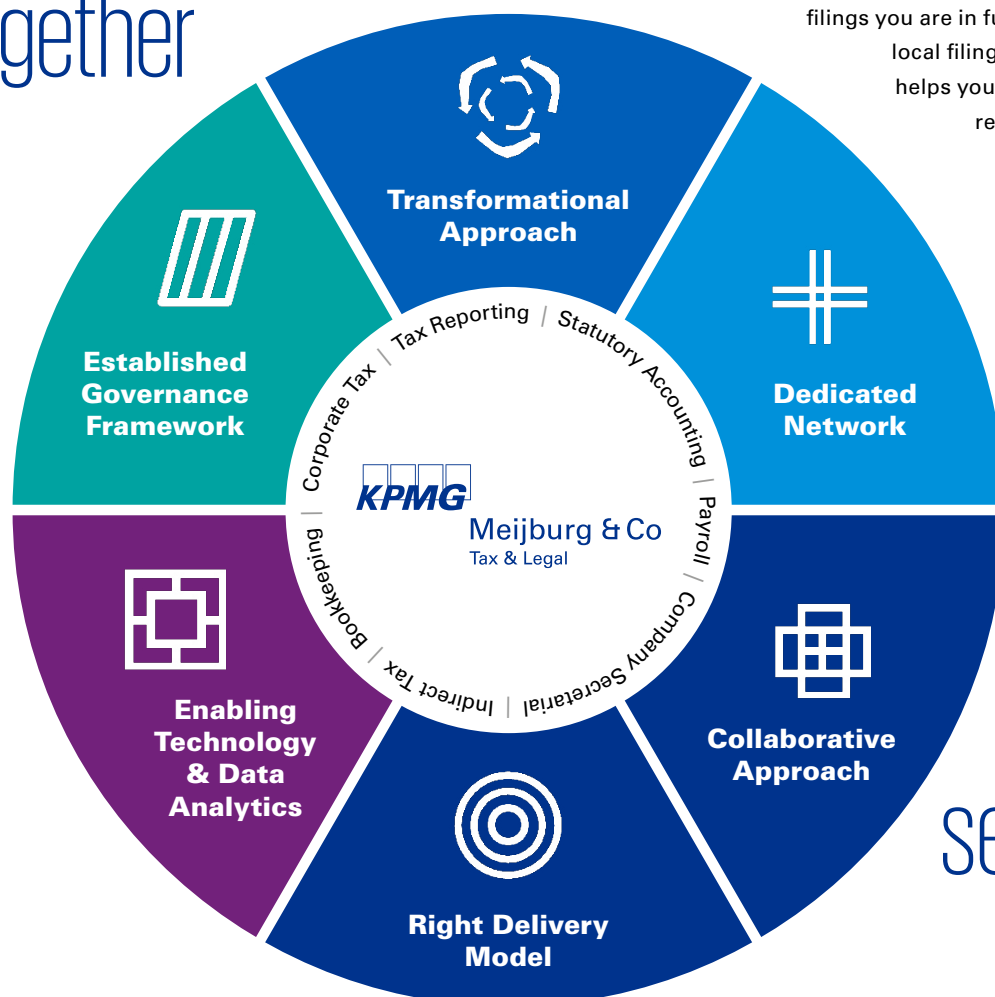 gether
filings you are in fu
local filing
helps you
re
Transformational
Approach
Established
Governance
Framework
Dedicated
Network
Tax Reporting | Statutory Accounting | Payroll | Company Secretarial | Indirect Tax | Bookkeeping | Corporate Tax |
KPMG
Meijburg & Co
Tax & Legal
Enabling
Technology
& Data
Analytics
Collaborative
Approach
se
Right Delivery
Model